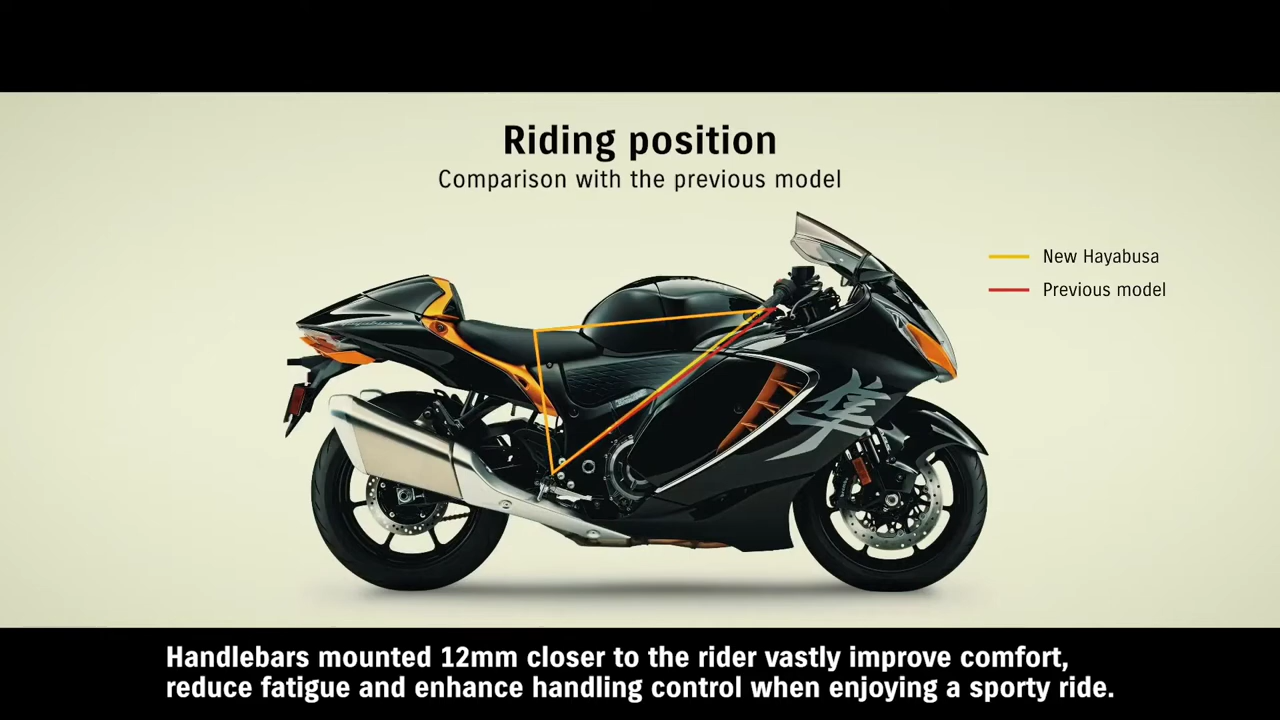 Riding position
Comparison with the previous model
New Hayabusa
Previous model
隼
Handlebars mounted 12mm closer to the rider vastly improve comfort,
reduce fatigue and enhance handling control when enjoying a sporty ride.